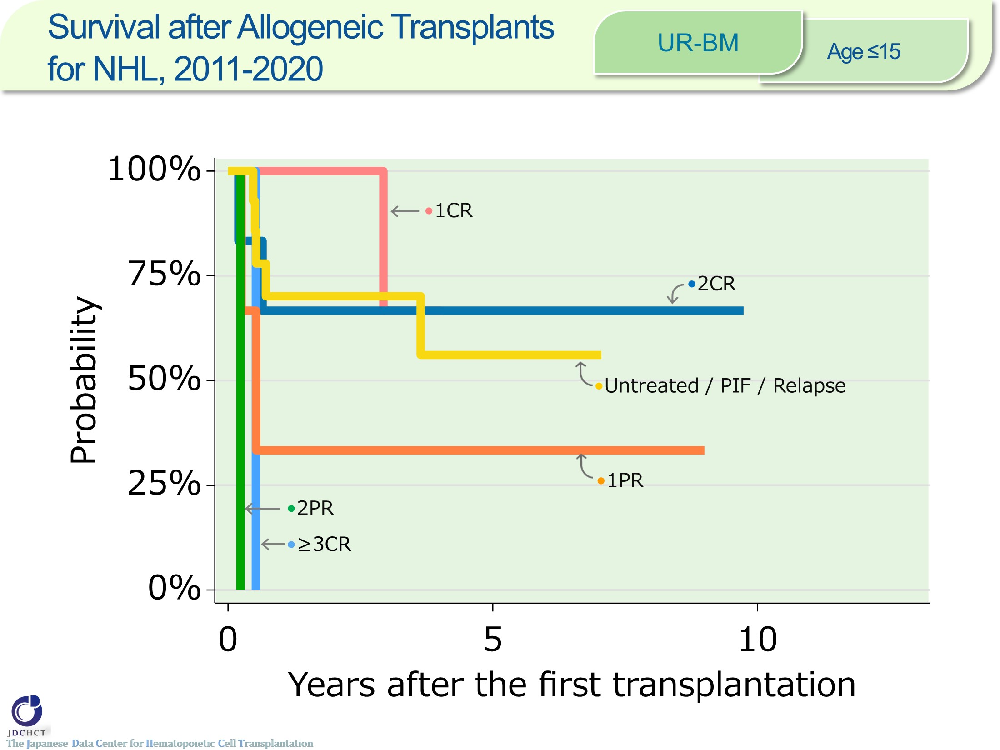 Survival after Allogeneic Transplants
for NHL, 2011-2020
UR-BM
Age ≤15
100%
75%
50%
25%
0%
Probability
1CR
2CR
Untreated / PIF / Relapse
1PR
2PR
≥3CR
0 5 10
Years after the first transplantation
JDCHCT
The Japanese Data Center for Hematopoietic Cell Transplantation